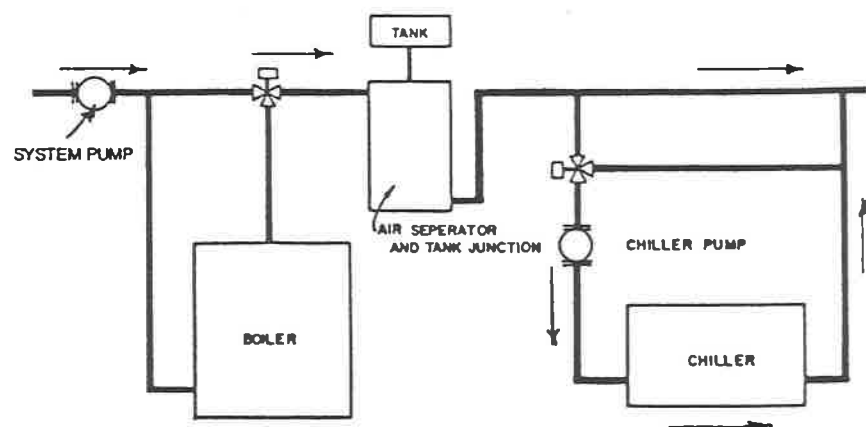 TANK
SYSTEM PUMP
AIR SEPERATOR
AND TANK JUNCTION
CHILLER PUMP
BOILER
CHILLER